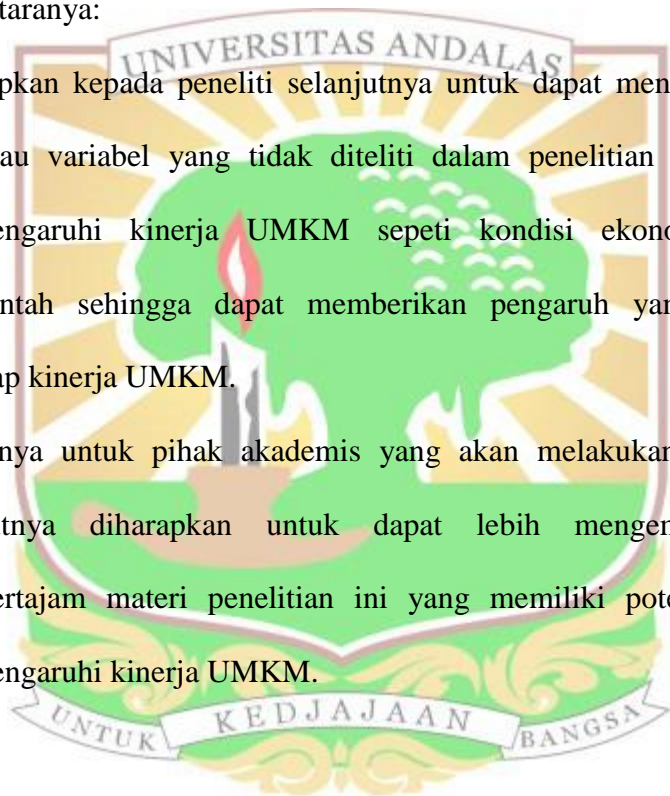 taranya:
UNIVERSITAS ANDALAS
pkan kepada peneliti selanjutnya untuk dapat men
au variabel yang tidak diteliti dalam penelitian
engaruhi kinerja UMKM sepeti kondisi ekono
ntah sehingga dapat memberikan pengaruh yan
ap kinerja UMKM.
nya untuk pihak akademis yang akan melakukan
utnya diharapkan untuk dapat lebih mengem
ertajam materi penelitian ini yang memiliki pote
engaruhi kinerja UMKM.
UNTUK KEDJAJAAN BANGSA